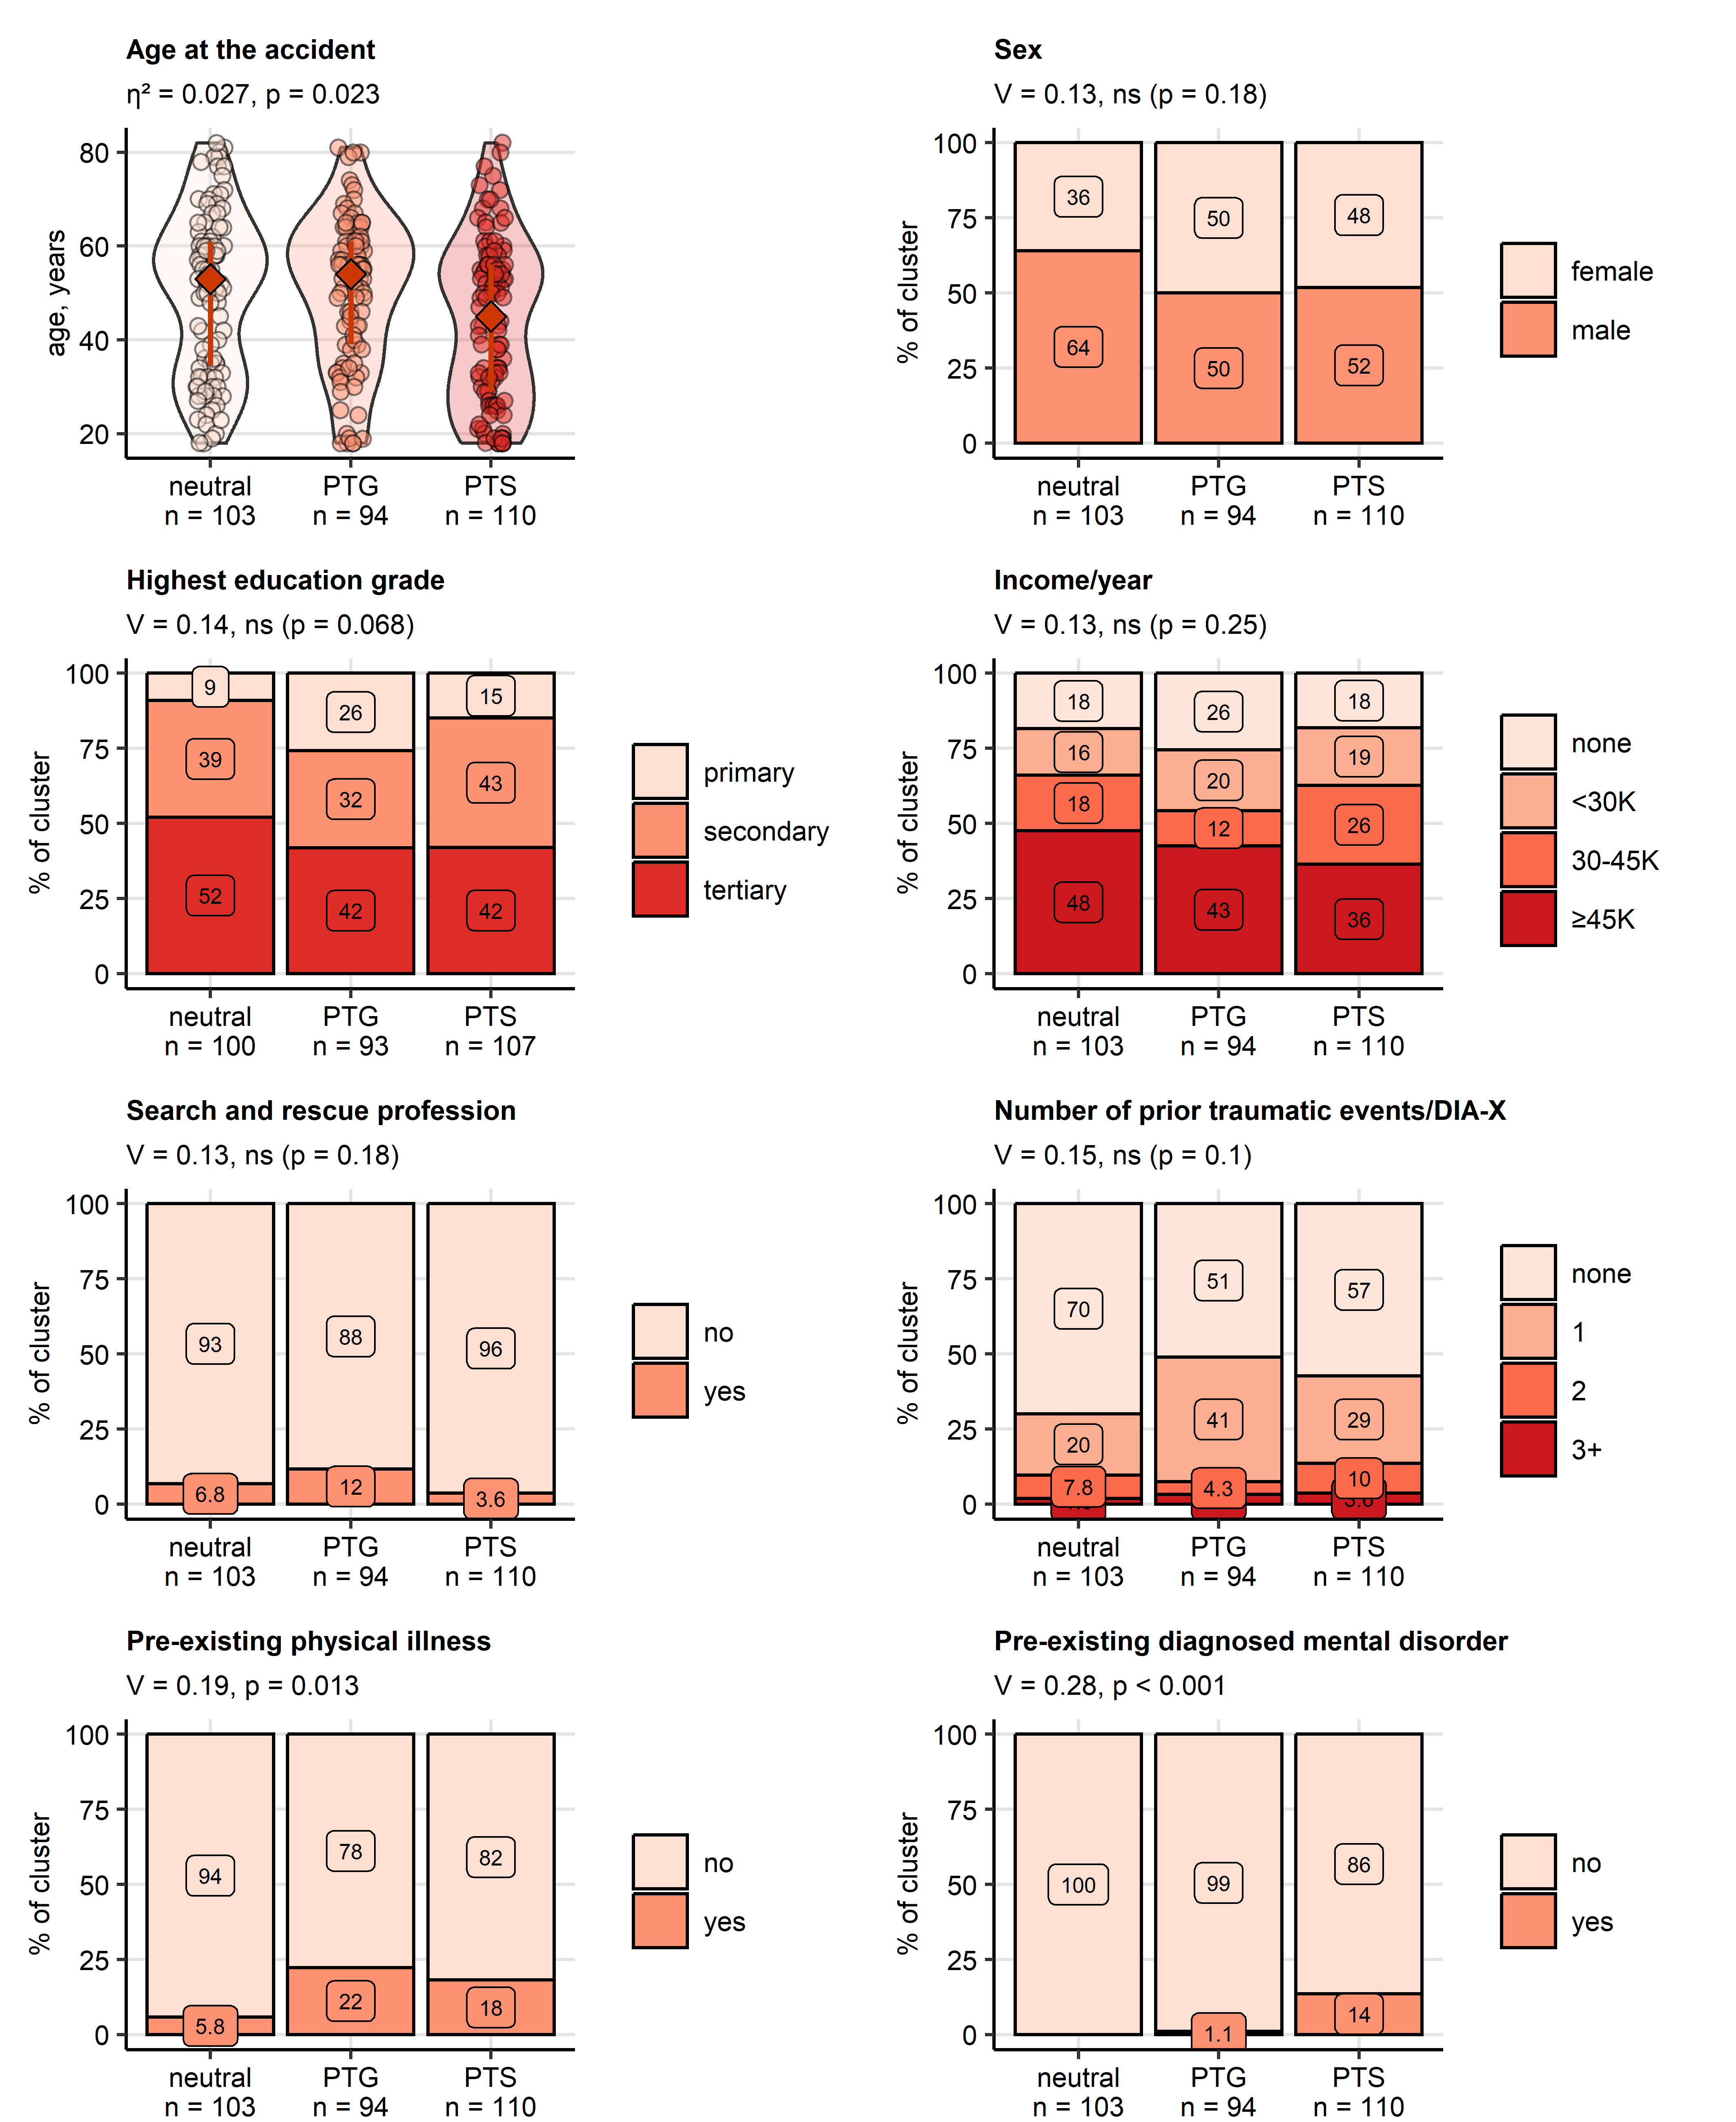 Age at the accident
η² = 0.027, p = 0.023
age, years
80
60
40
20
neutral
n = 103
PTG
n = 94
PTS
n = 110
Sex
V = 0.13, ns (p = 0.18)
% of cluster
100
75
50
25
0
36
64
50
50
48
52
neutral
n = 103
PTG
n = 94
PTS
n = 110
female
male
Highest education grade
V = 0.14, ns (p = 0.068)
% of cluster
100
75
50
25
0
9
39
52
26
32
42
15
43
42
neutral
n = 100
PTG
n = 93
PTS
n = 107
primary
secondary
tertiary
Income/year
V = 0.13, ns (p = 0.25)
% of cluster
100
75
50
25
0
18
16
18
48
26
20
12
43
18
19
26
36
neutral
n = 103
PTG
n = 94
PTS
n = 110
none
<30K
30-45K
≥45K
Search and rescue profession
V = 0.13, ns (p = 0.18)
% of cluster
100
75
50
25
0
93
6.8
88
12
96
3.6
neutral
n = 103
PTG
n = 94
PTS
n = 110
no
yes
Number of prior traumatic events/DIA-X
V = 0.15, ns (p = 0.1)
% of cluster
100
75
50
25
0
70
20
7.8
51
41
4.3
57
29
10
3.6
neutral
n = 103
PTG
n = 94
PTS
n = 110
none
1
2
3+
Pre-existing physical illness
V = 0.19, p = 0.013
% of cluster
100
75
50
25
0
94
5.8
78
22
82
18
neutral
n = 103
PTG
n = 94
PTS
n = 110
no
yes
Pre-existing diagnosed mental disorder
V = 0.28, p < 0.001
% of cluster
100
75
50
25
0
100
99
1.1
86
14
neutral
n = 103
PTG
n = 94
PTS
n = 110
no
yes